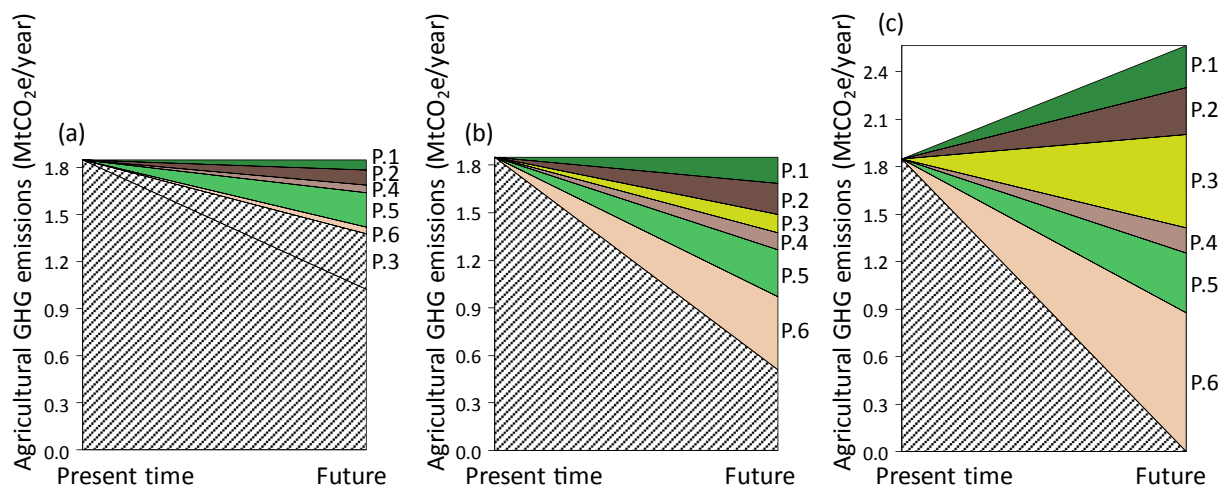 (a)
Agricultural GHG emissions (MtCO₂e/year)
1.8
1.5
1.2
0.9
0.6
0.3
0.0
P.1
P.2
P.4
P.5
P.6
P.3
Present time Future
(b)
Agricultural GHG emissions (MtCO₂e/year)
1.8
1.5
1.2
0.9
0.6
0.3
0.0
P.1
P.2
P.3
P.4
P.5
P.6
Present time Future
(c)
Agricultural GHG emissions (MtCO₂e/year)
2.4
2.1
1.8
1.5
1.2
0.9
0.6
0.3
0.0
P.1
P.2
P.3
P.4
P.5
P.6
Present time Future